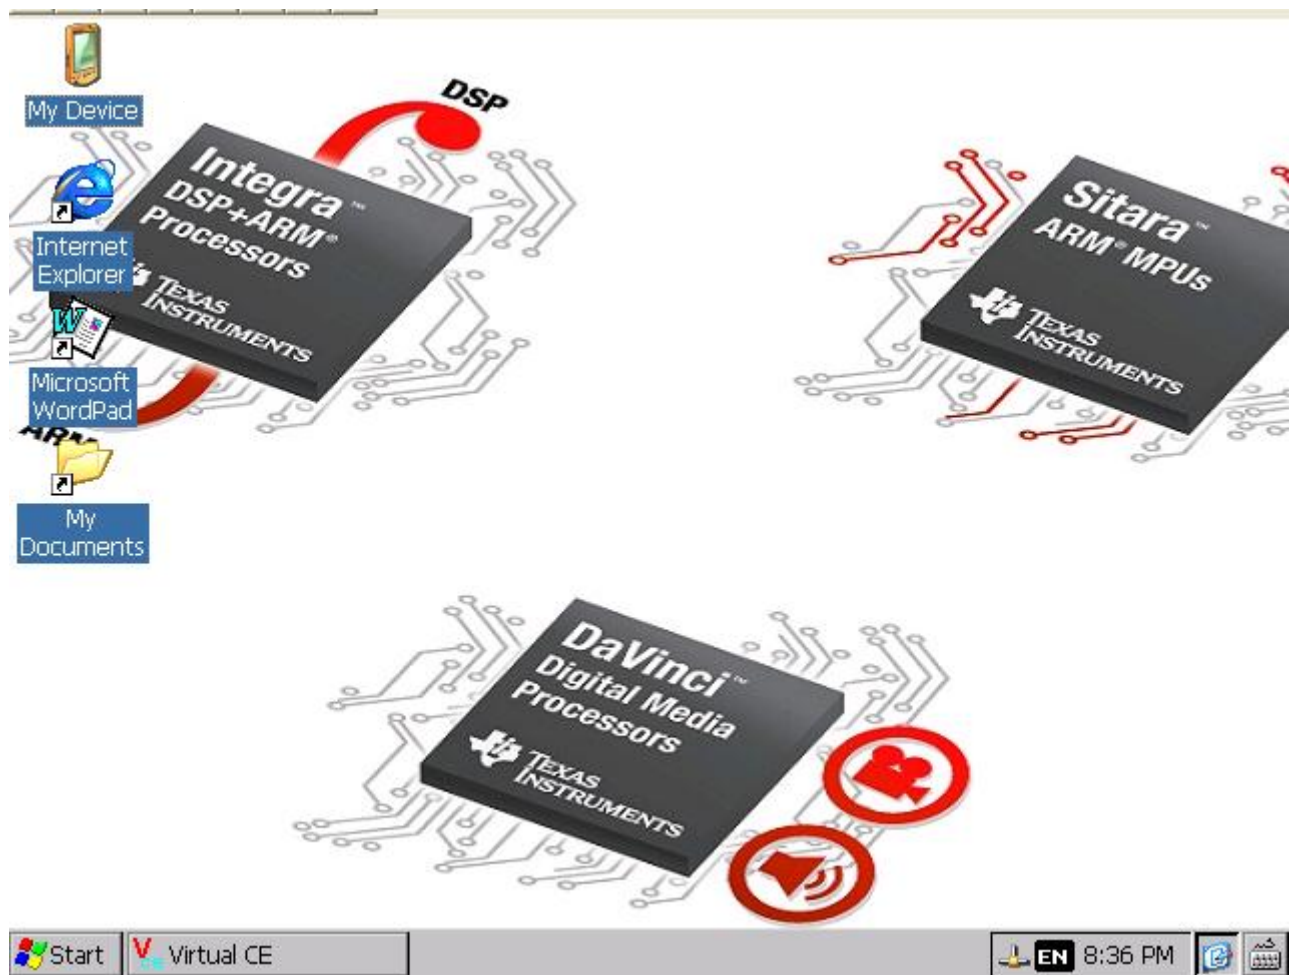 My Device
Internet
Explorer
Microsoft
WordPad
My
Documents
DSP
Integra™
DSP+ARM®
Processors
TEXAS
INSTRUMENTS
ARM
Sitara™
ARM® MPUs
TEXAS
INSTRUMENTS
DaVinci™
Digital Media
Processors
TEXAS
INSTRUMENTS
Start
Virtual CE
EN
8:36 PM